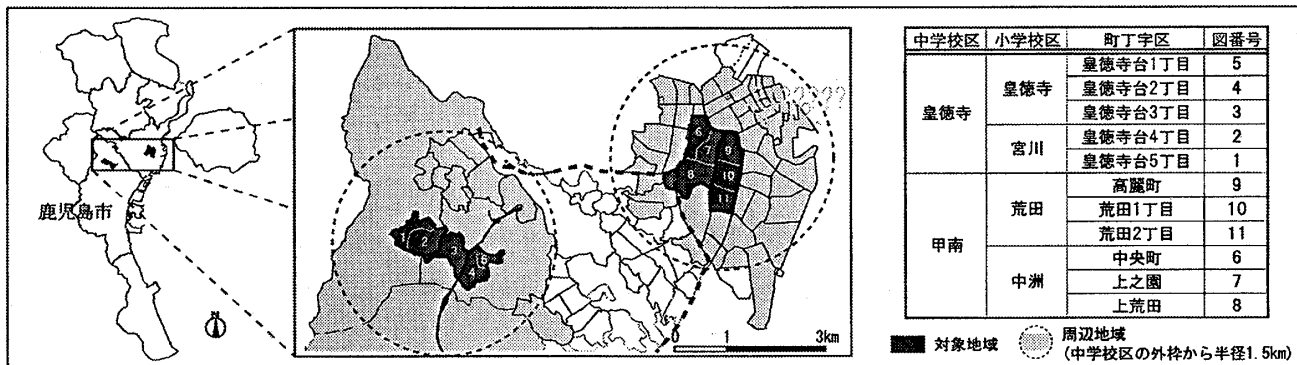 鹿児島市
N
1
2
3
4
5
6
7
8
9
10
11
0 1 3km
中学校区 小学校区 町丁字区 図番号
皇徳寺 皇徳寺 皇徳寺台1丁目 5
皇徳寺台2丁目 4
皇徳寺台3丁目 3
宮川 皇徳寺台4丁目 2
皇徳寺台5丁目 1
甲南 荒田 高麗町 9
荒田1丁目 10
荒田2丁目 11
中洲 中央町 6
上之園 7
上荒田 8
対象地域
周辺地域
(中学校区の外枠から半径1.5km)